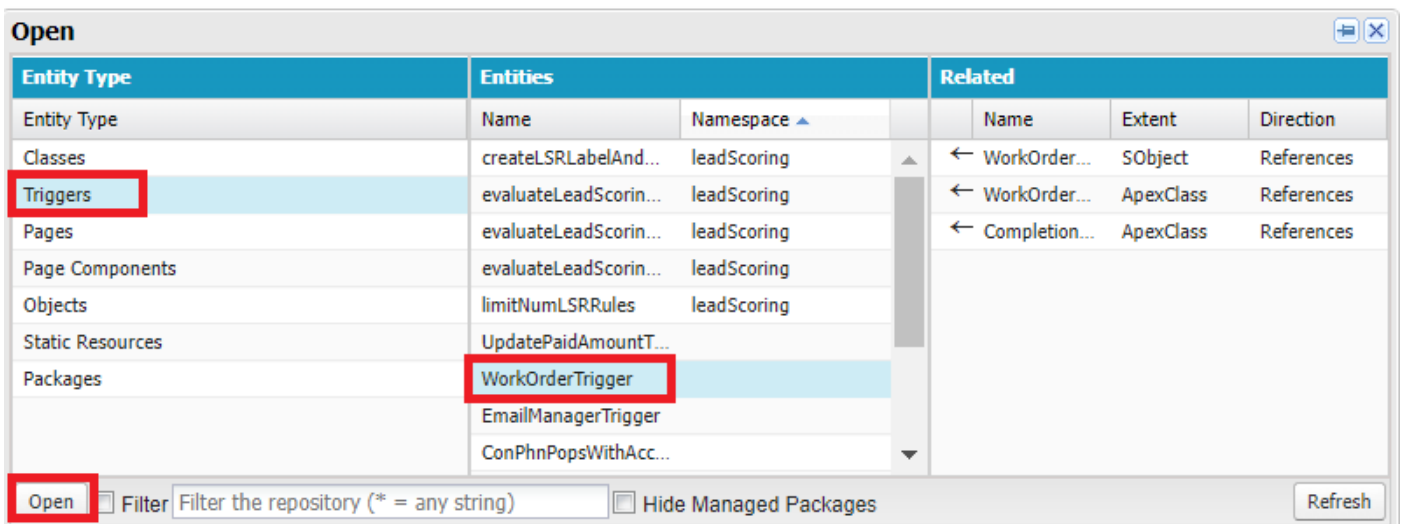 Open
Entity Type Entities Related
Entity Type Name Namespace Name Extent Direction
Classes createLSRLabelAnd... leadScoring WorkOrder... SObject References
Triggers evaluateLeadScorin... leadScoring WorkOrder... ApexClass References
Pages evaluateLeadScorin... leadScoring Completion... ApexClass References
Page Components evaluateLeadScorin... leadScoring
Objects limitNumLSRRules leadScoring
Static Resources UpdatePaidAmountT...
Packages WorkOrderTrigger
EmailManagerTrigger
ConPhnPopsWithAcc...
Open Filter Filter the repository (* = any string) Hide Managed Packages Refresh